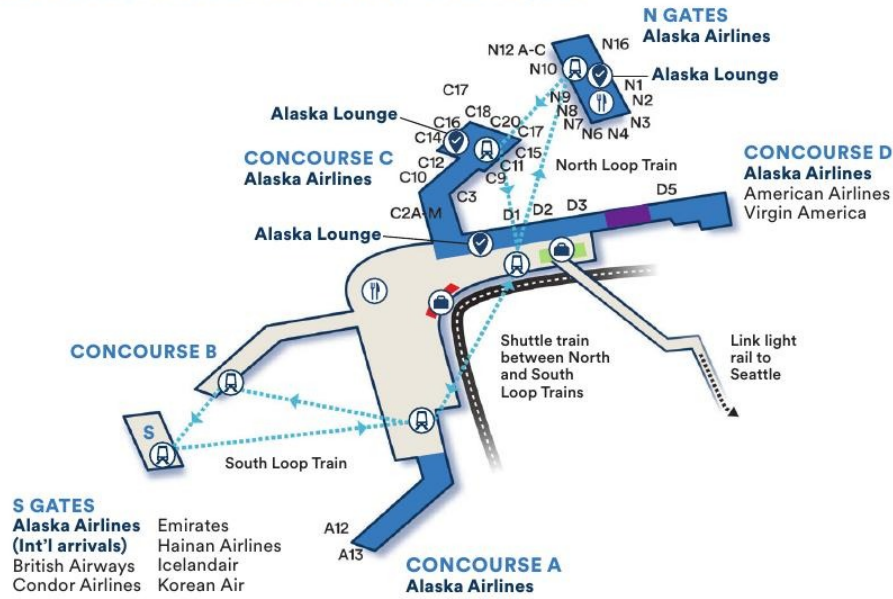 N GATES
Alaska Airlines
N12 A-C
N16
N10
Alaska Lounge
N1
N2
N9
N8
N3
N7
N6 N4
C17
C18
Alaska Lounge
C16
C20
C14
C17
CONCOURSE C
Alaska Airlines
C12
C15
C11
C10
C9
North Loop Train
CONCOURSE D
Alaska Airlines
American Airlines
Virgin America
C3
D5
C2A-M
D1
D2
D3
Alaska Lounge
CONCOURSE B
Shuttle train
between North
and South
Loop Trains
Link light
rail to
Seattle
S
South Loop Train
S GATES
Alaska Airlines
(Int'l arrivals)
British Airways
Condor Airlines
Emirates
Hainan Airlines
Icelandair
Korean Air
A12
A13
CONCOURSE A
Alaska Airlines